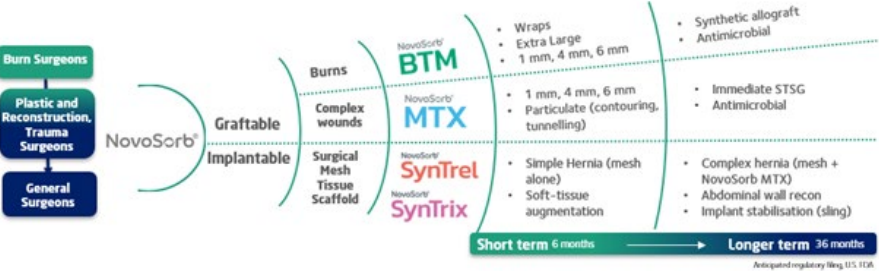 Burn Surgeons
Plastic and
Reconstruction,
Trauma
Surgeons
General
Surgeons
NovoSorb®
Graftable
Implantable
Burns
Complex
wounds
Surgical
Mesh
Tissue
Scaffold
NovoSorb®
BTM
NovoSorb®
MTX
NovoSorb®
SynTrel
NovoSorb®
SynTrix
• Wraps
• Extra Large
• 1 mm, 4 mm, 6 mm
• 1 mm, 4 mm, 6 mm
• Particulate (contouring,
tunnelling)
• Simple Hernia (mesh
alone)
• Soft-tissue
augmentation
• Synthetic allograft
• Antimicrobial
• Immediate STSG
• Antimicrobial
• Complex hernia (mesh +
NovoSorb MTX)
• Abdominal wall recon
• Implant stabilisation (sling)
Short term 6 months
Longer term 36 months
Anticipated regulatory filing, U.S. FDA